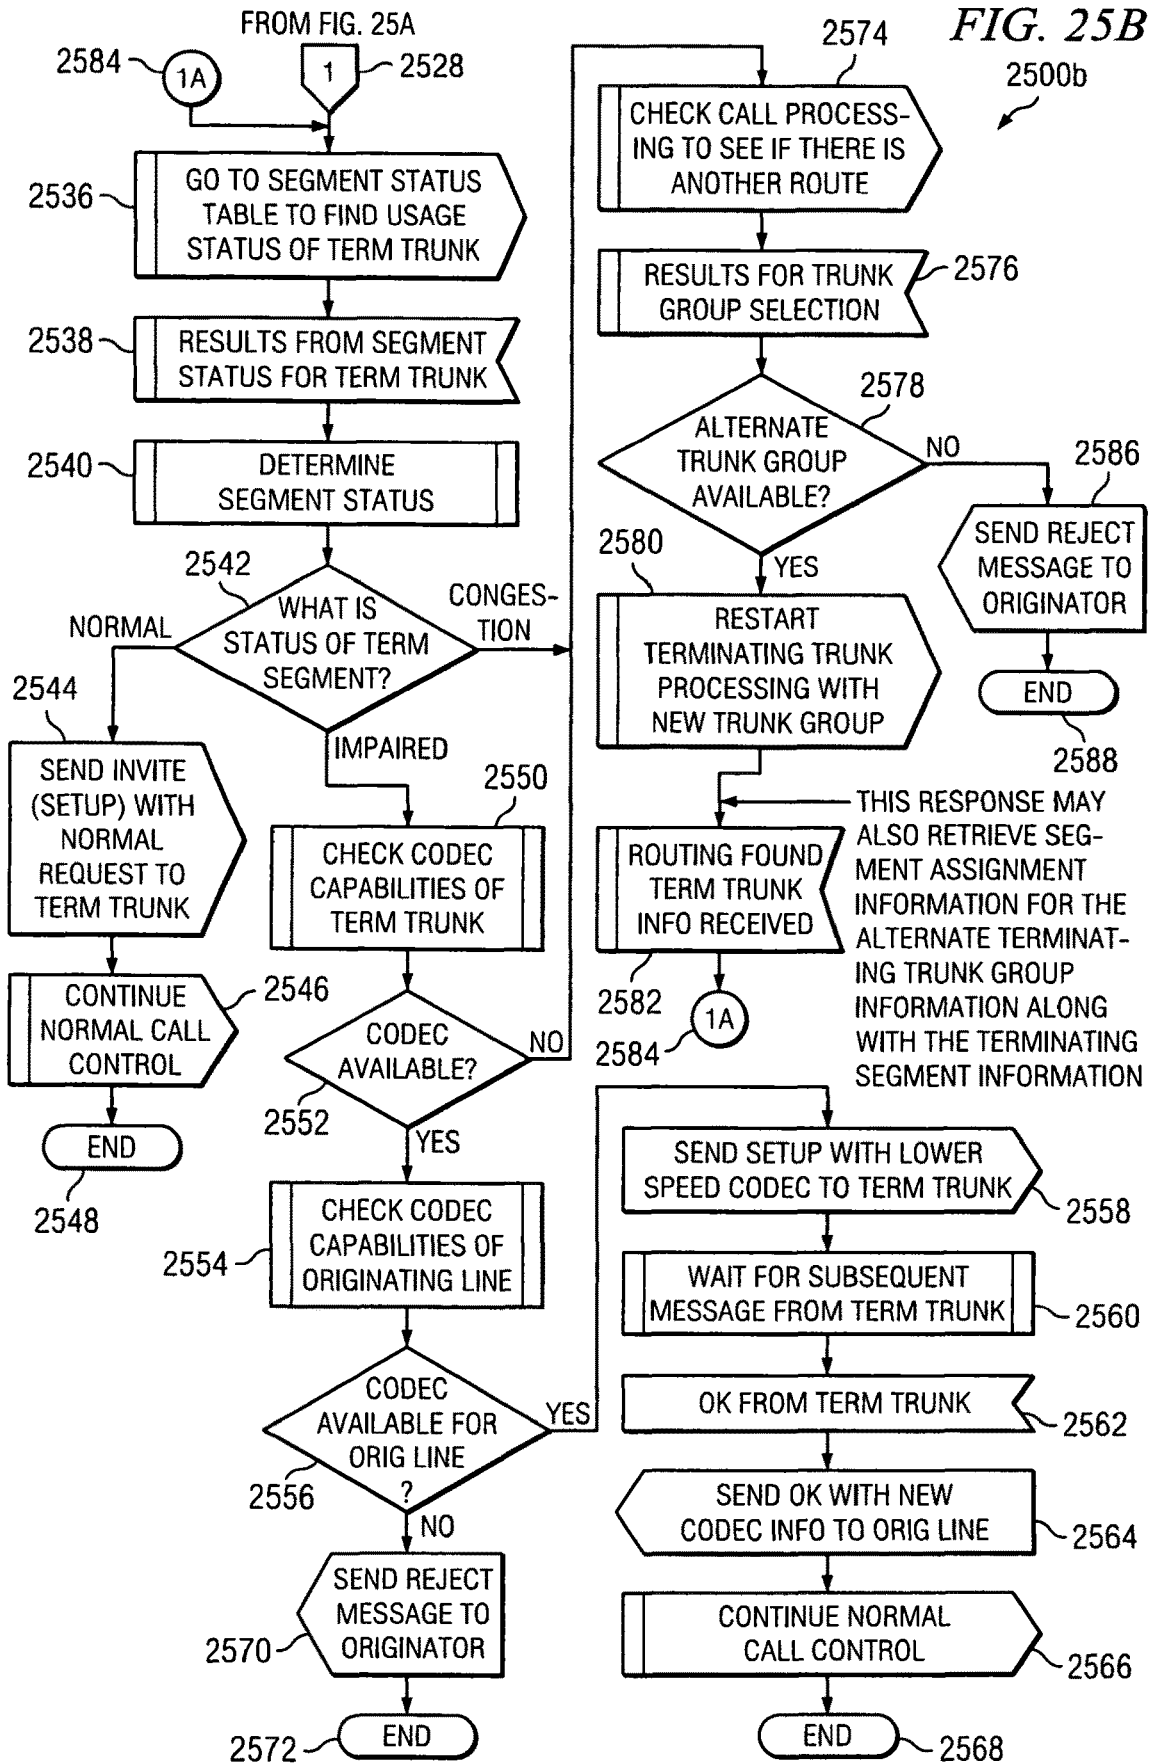 FROM FIG. 25A
FIG. 25B
2500b
2584
1A
1
2528
2536
GO TO SEGMENT STATUS
TABLE TO FIND USAGE
STATUS OF TERM TRUNK
2538
RESULTS FROM SEGMENT
STATUS FOR TERM TRUNK
2540
DETERMINE
SEGMENT STATUS
2542
WHAT IS
STATUS OF TERM
SEGMENT?
NORMAL
CONGES-
TION
IMPAIRED
2544
SEND INVITE
(SETUP) WITH
NORMAL
REQUEST TO
TERM TRUNK
2546
CONTINUE
NORMAL CALL
CONTROL
END
2548
2550
CHECK CODEC
CAPABILITIES OF
TERM TRUNK
CODEC
AVAILABLE?
NO
2552
YES
CHECK CODEC
CAPABILITIES OF
ORIGINATING LINE
2554
CODEC
AVAILABLE FOR
ORIG LINE
?
YES
2556
NO
SEND REJECT
MESSAGE TO
ORIGINATOR
2570
END
2572
2574
CHECK CALL PROCESS-
ING TO SEE IF THERE IS
ANOTHER ROUTE
RESULTS FOR TRUNK
GROUP SELECTION
2576
2578
ALTERNATE
TRUNK GROUP
AVAILABLE?
NO
2586
SEND REJECT
MESSAGE TO
ORIGINATOR
END
2588
2580
YES
RESTART
TERMINATING TRUNK
PROCESSING WITH
NEW TRUNK GROUP
ROUTING FOUND
TERM TRUNK
INFO RECEIVED
2582
1A
2584
THIS RESPONSE MAY
ALSO RETRIEVE SEG-
MENT ASSIGNMENT
INFORMATION FOR THE
ALTERNATE TERMINAT-
ING TRUNK GROUP
INFORMATION ALONG
WITH THE TERMINATING
SEGMENT INFORMATION
SEND SETUP WITH LOWER
SPEED CODEC TO TERM TRUNK
2558
WAIT FOR SUBSEQUENT
MESSAGE FROM TERM TRUNK
2560
OK FROM TERM TRUNK
2562
SEND OK WITH NEW
CODEC INFO TO ORIG LINE
2564
CONTINUE NORMAL
CALL CONTROL
2566
END
2568